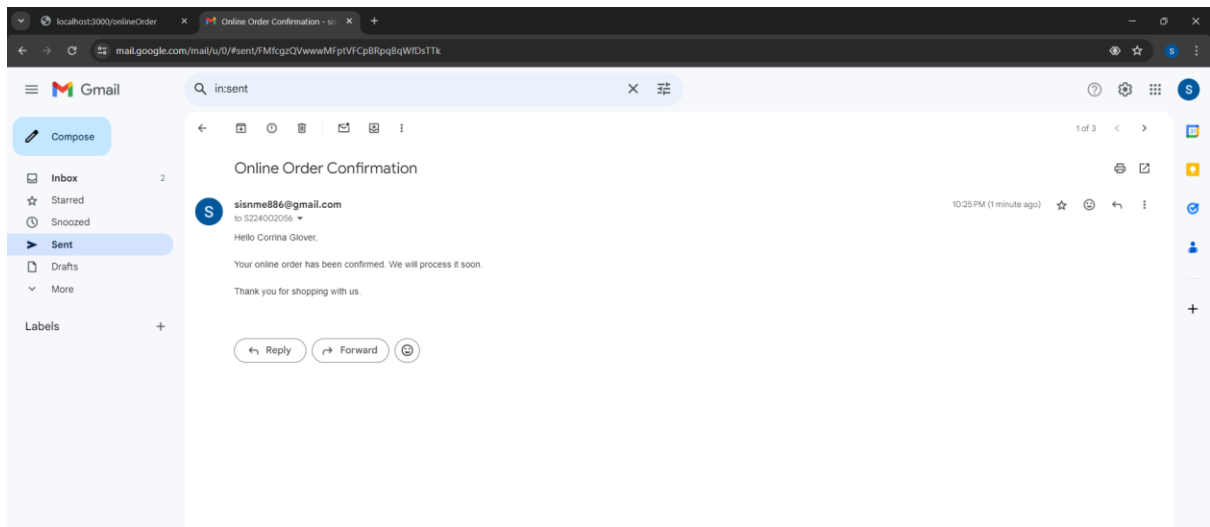 localhost:3000/onlineOrder
Online Order Confirmation - sis
mail.google.com/mail/u/0/#sent/FMfcgzQVwwwMFptVFCpBRpqBqWfDsTTk
S
Gmail
in:sent
S
Compose
1 of 3
Online Order Confirmation
Inbox 2
Starred
Snoozed
Sent
Drafts
More
Labels
S
sisnme886@gmail.com
10:25 PM (1 minute ago)
to S224002056
Hello Corrina Glover,
Your online order has been confirmed. We will process it soon.
Thank you for shopping with us.
Reply
Forward